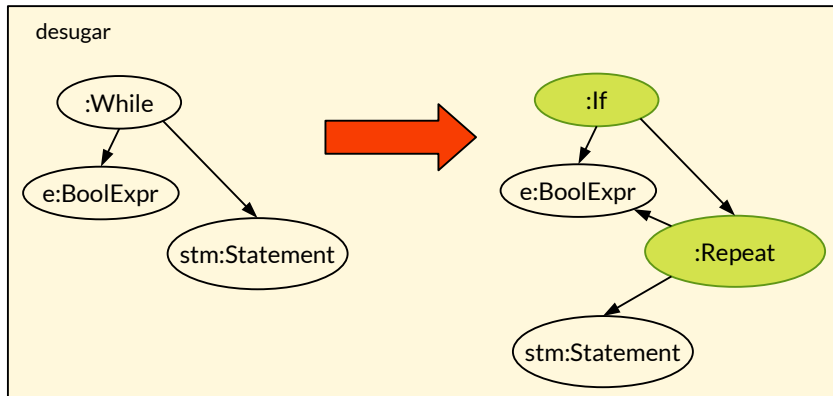 desugar
:While
e:BoolExpr
stm:Statement
:If
e:BoolExpr
:Repeat
stm:Statement